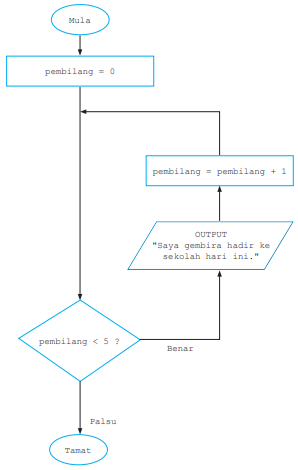 Mula
pembilang = 0
pembilang = pembilang + 1
OUTPUT
"Saya gembira hadir ke
sekolah hari ini."
pembilang < 5 ?
Benar
Palsu
Tamat